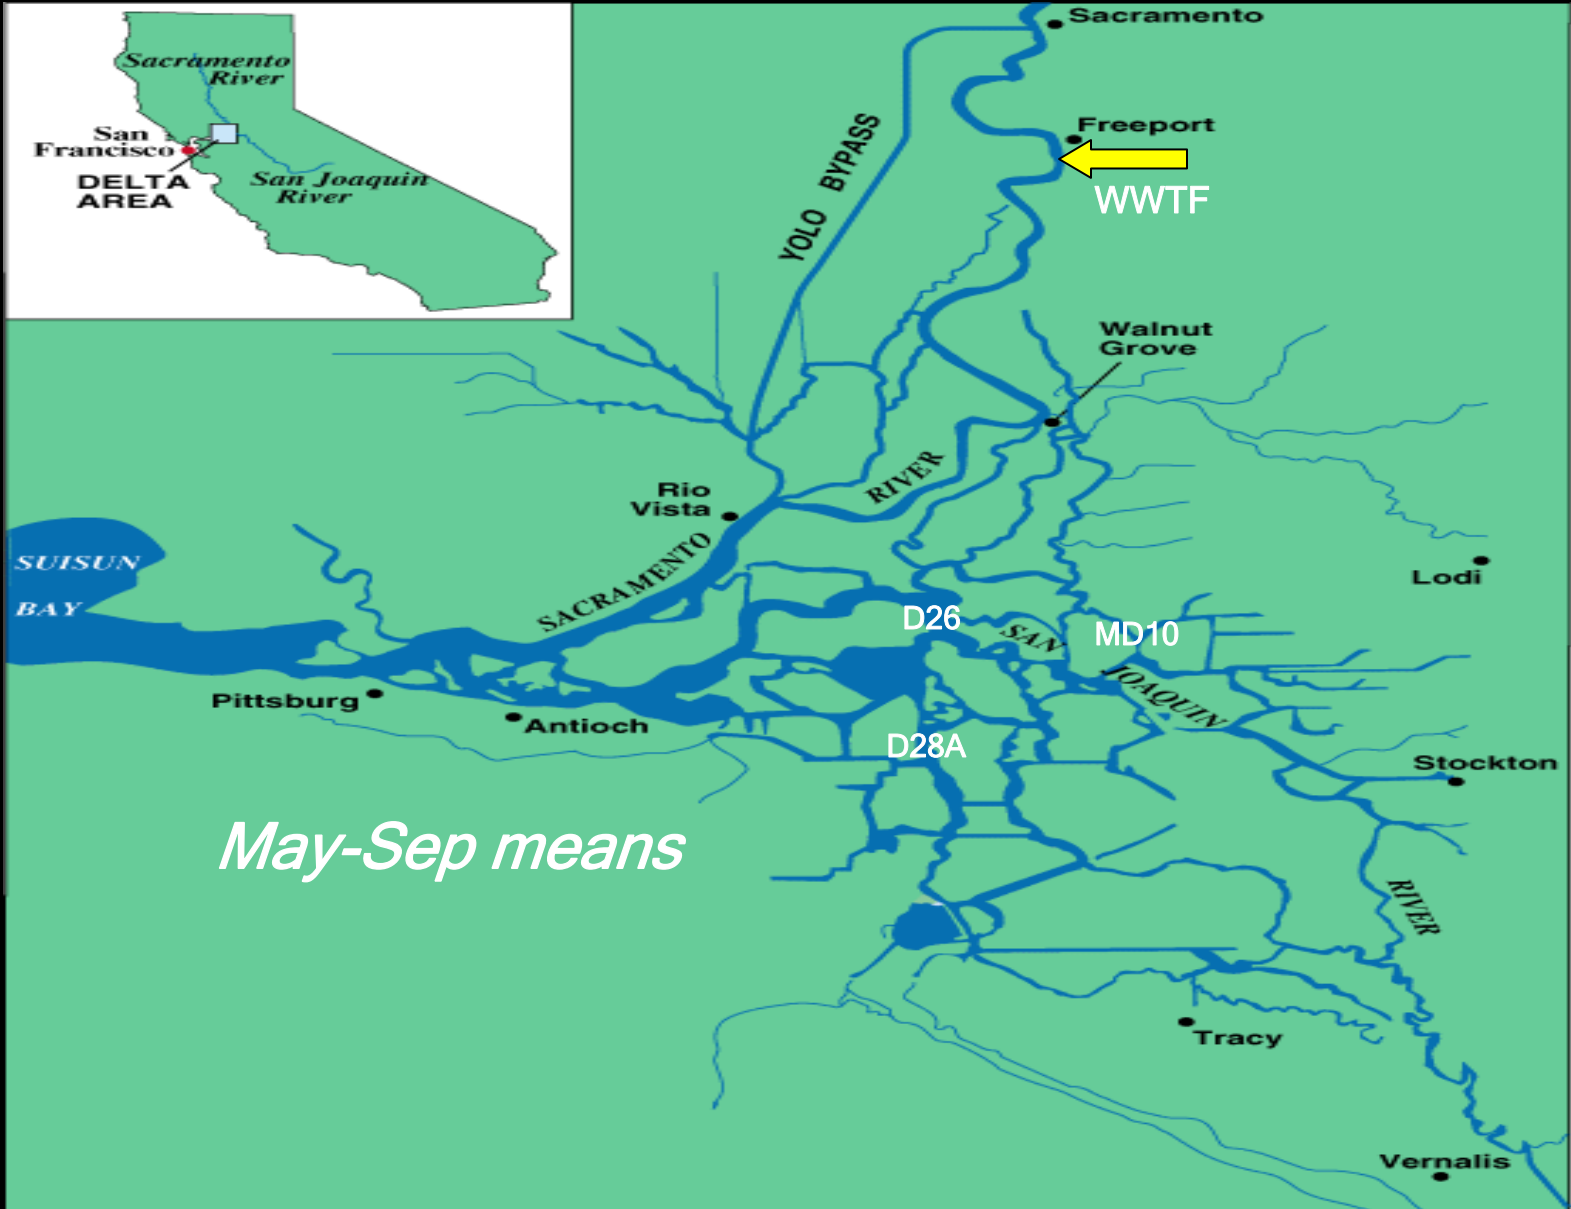 Sacramento
River
San
Francisco
DELTA
AREA
San Joaquin
River
Sacramento
Freeport
WWTF
YOLO BYPASS
Walnut
Grove
Rio
Vista
SACRAMENTO
RIVER
SUISUN
BAY
Lodi
D26
SAN
MD10
JOAQUIN
Pittsburg
Antioch
D28A
Stockton
May-Sep means
RIVER
Tracy
Vernalis